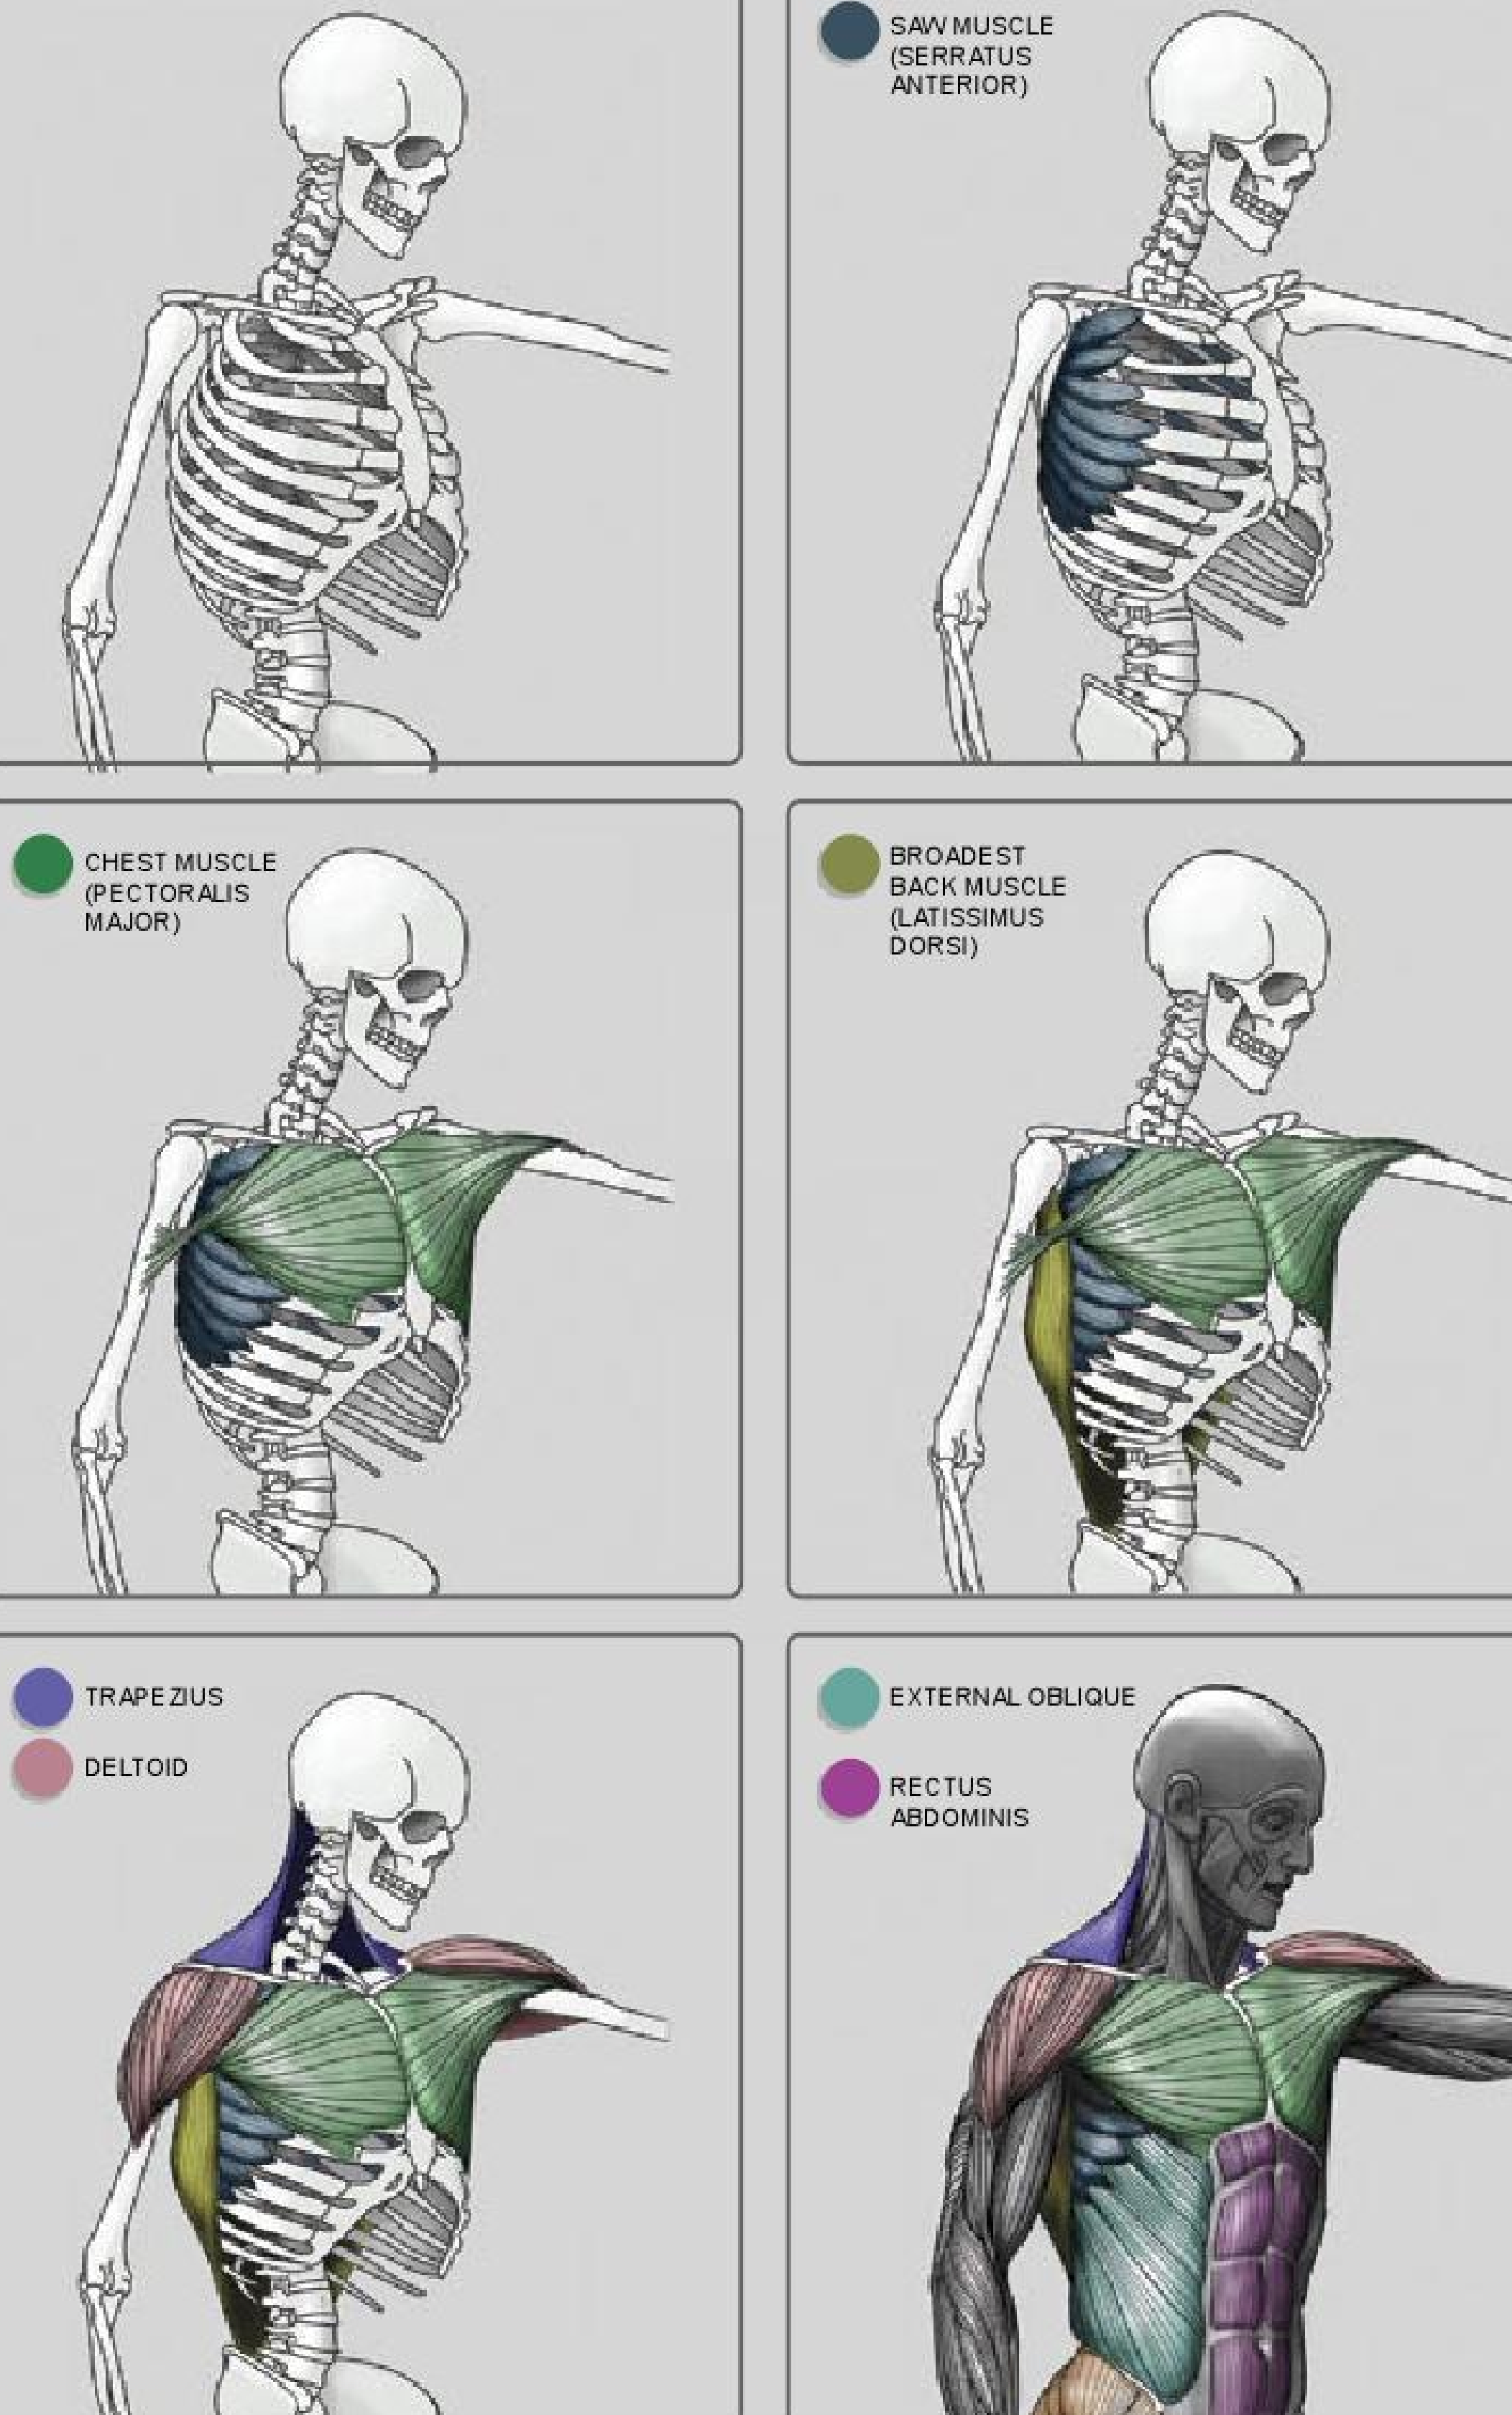 SAW MUSCLE
(SERRATUS
ANTERIOR)
CHEST MUSCLE
(PECTORALIS
MAJOR)
BROADEST
BACK MUSCLE
(LATISSIMUS
DORSI)
TRAPEZIUS
DELTOID
EXTERNAL OBLIQUE
RECTUS
ABDOMINIS